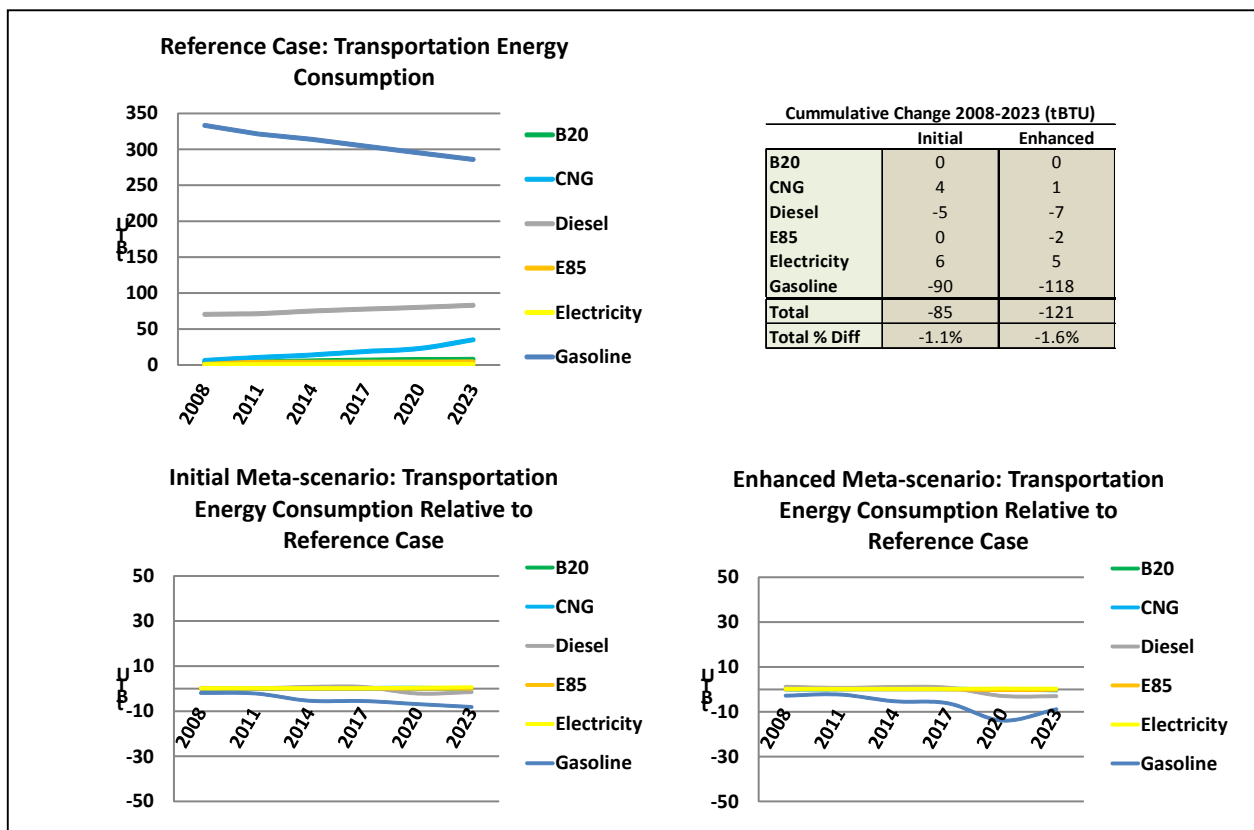 Reference Case: Transportation Energy
Consumption
350
300
250
200
150
100
50
0
tBTU
2008
2011
2014
2017
2020
2023
B20
CNG
Diesel
E85
Electricity
Gasoline
Cummulative Change 2008-2023 (tBTU)
Initial Enhanced
B20 0 0
CNG 4 1
Diesel -5 -7
E85 0 -2
Electricity 6 5
Gasoline -90 -118
Total -85 -121
Total % Diff -1.1% -1.6%
Initial Meta-scenario: Transportation
Energy Consumption Relative to
Reference Case
50
30
10
-10
-30
-50
tBTU
2008
2011
2014
2017
2020
2023
B20
CNG
Diesel
E85
Electricity
Gasoline
Enhanced Meta-scenario: Transportation
Energy Consumption Relative to
Reference Case
50
30
10
-10
-30
-50
tBTU
2008
2011
2014
2017
2020
2023
B20
CNG
Diesel
E85
Electricity
Gasoline